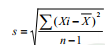 s = √(∑(Xi − X̅)² / (n − 1))